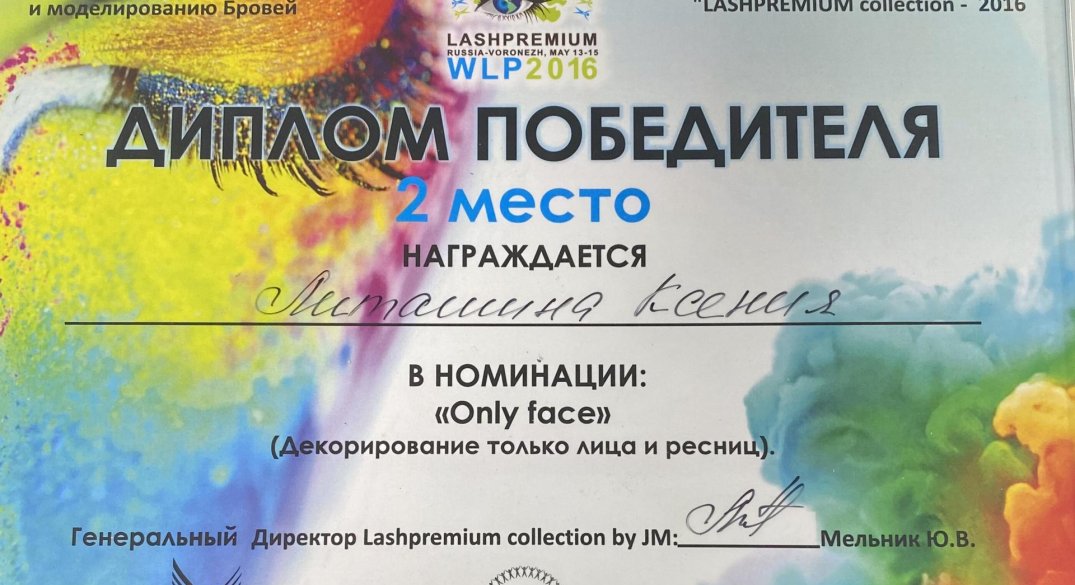 и моделированию Бровей
"LASHPREMIUM collection - 2016
LASHPREMIUM
RUSSIA-VORONEZH, MAY 13-15
WLP2016
ДИПЛОМ ПОБЕДИТЕЛЯ
2 место
НАГРАЖДАЕТСЯ
Литашина Ксения
В НОМИНАЦИИ:
«Only face»
(Декорирование только лица и ресниц).
Генеральный Директор Lashpremium collection by JM: Мельник Ю.В.